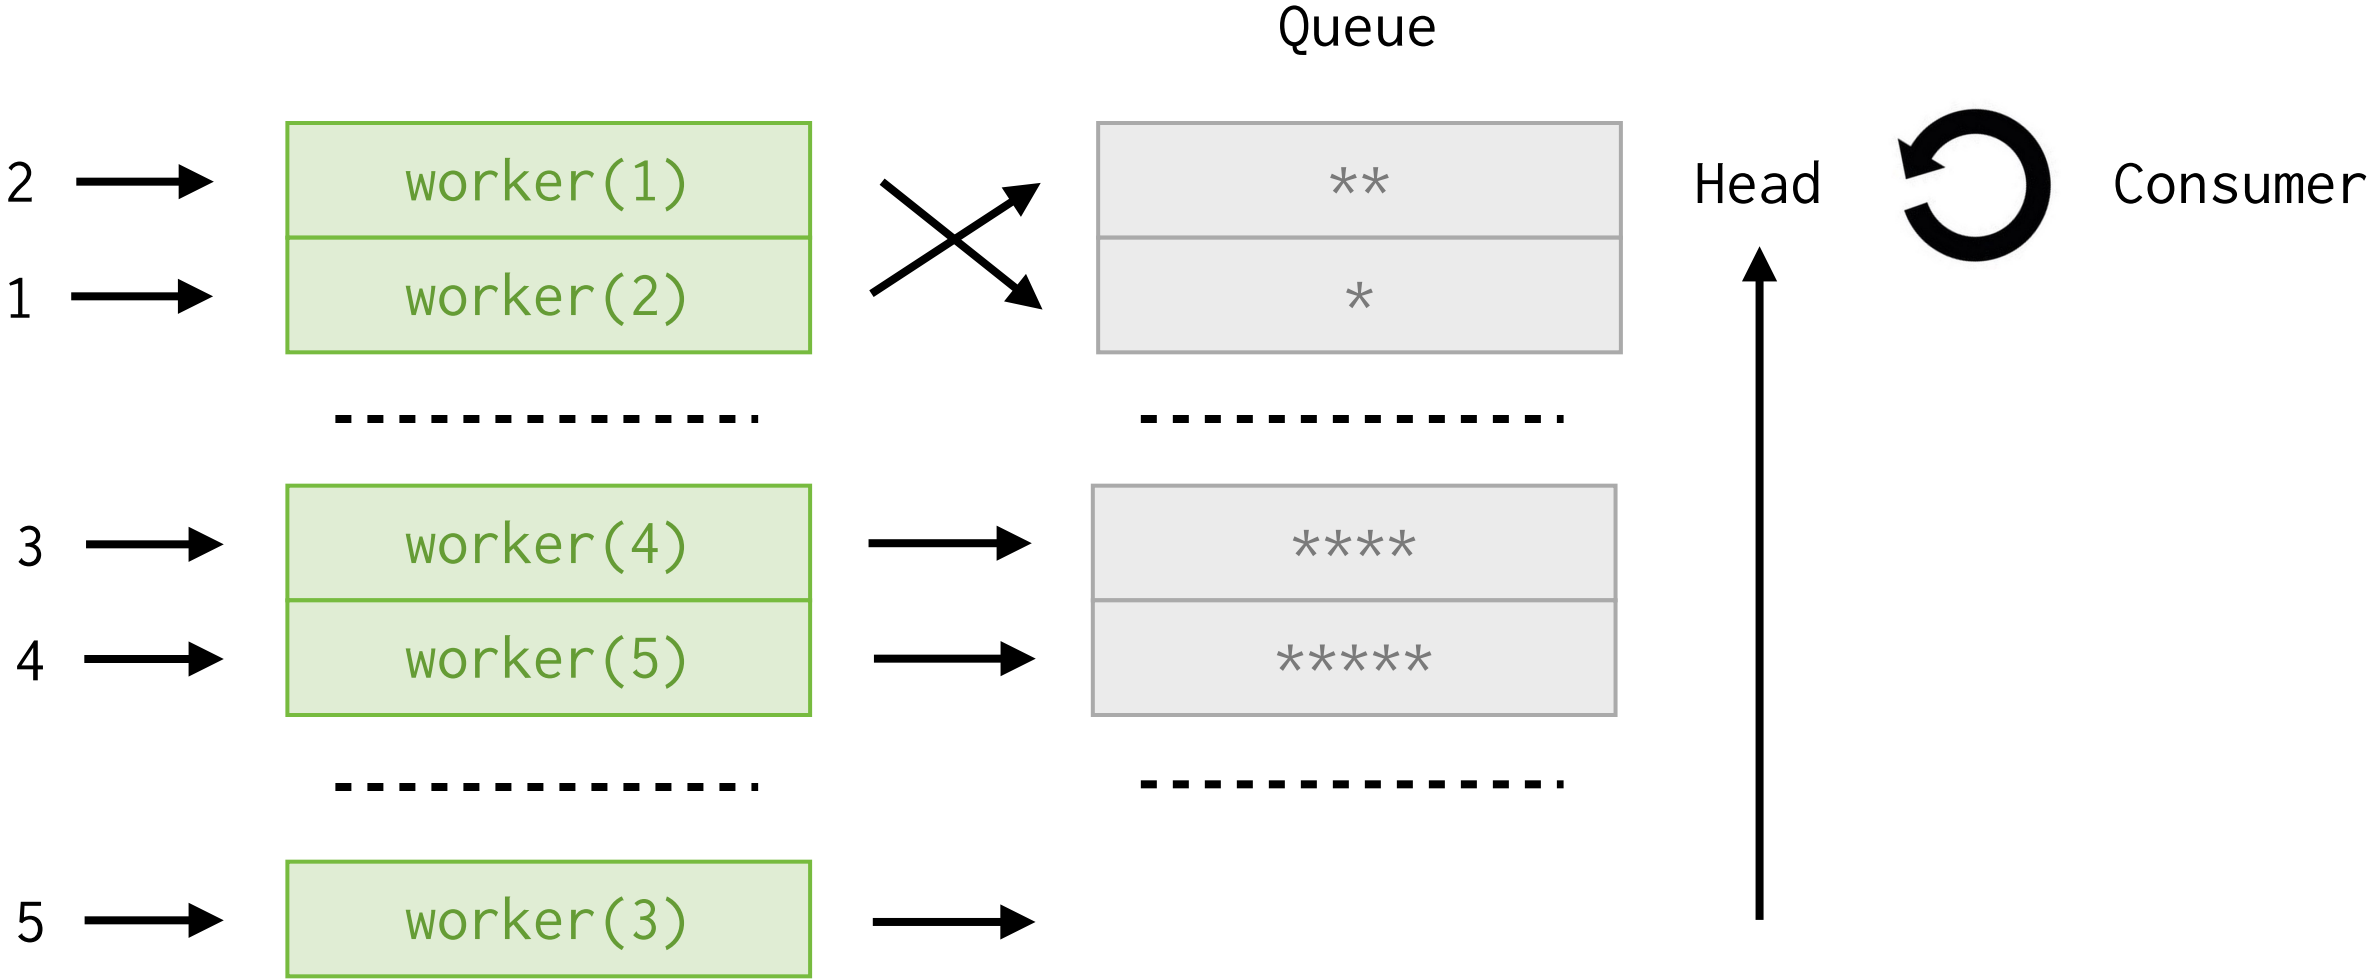 Queue
2 worker(1) ** Head Consumer
1 worker(2) *
3 worker(4) ****
4 worker(5) *****
5 worker(3)